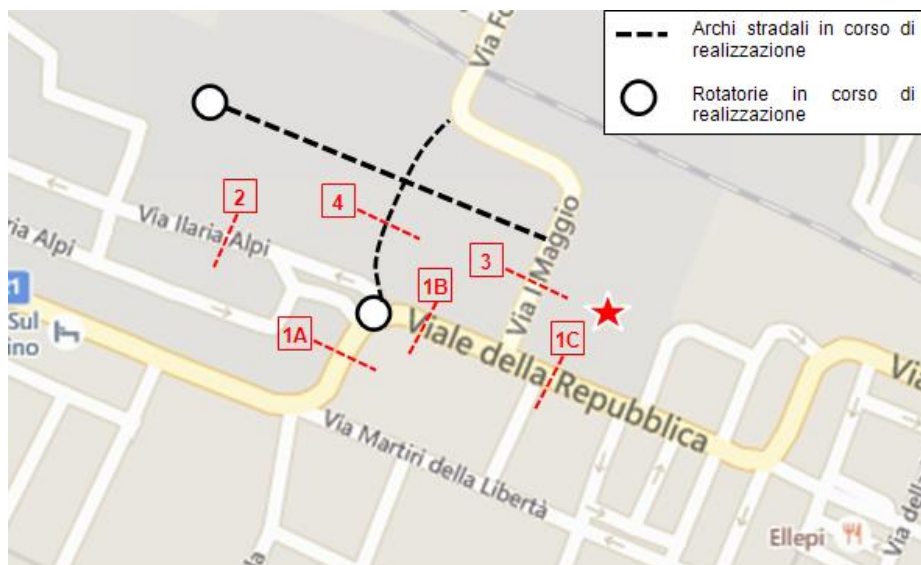 Archi stradali in corso di
realizzazione
Rotatorie in corso di
realizzazione
Via Fo
2
4
Via Ilaria Alpi
ria Alpi
Via I Maggio
3
1B
1A
1C
Sul
ino
Viale della Repubblica
Via
Via Martiri della Libertà
Ellepi
Via della